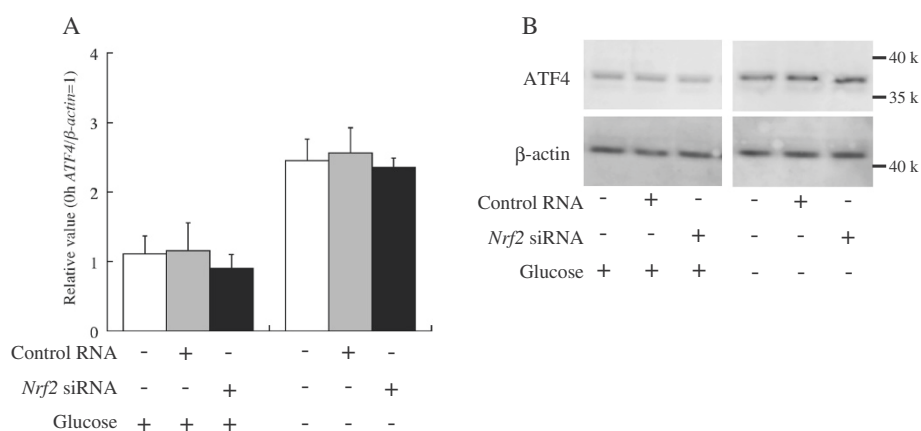 A
Relative value (0h ATF4/β-actin=1)
4
3
2
1
0
Control RNA - + - - + -
Nrf2 siRNA - - + - - +
Glucose + + + - - -
B
ATF4
40 k
35 k
β-actin
40 k
Control RNA - + - - + -
Nrf2 siRNA - - + - - +
Glucose + + + - - -